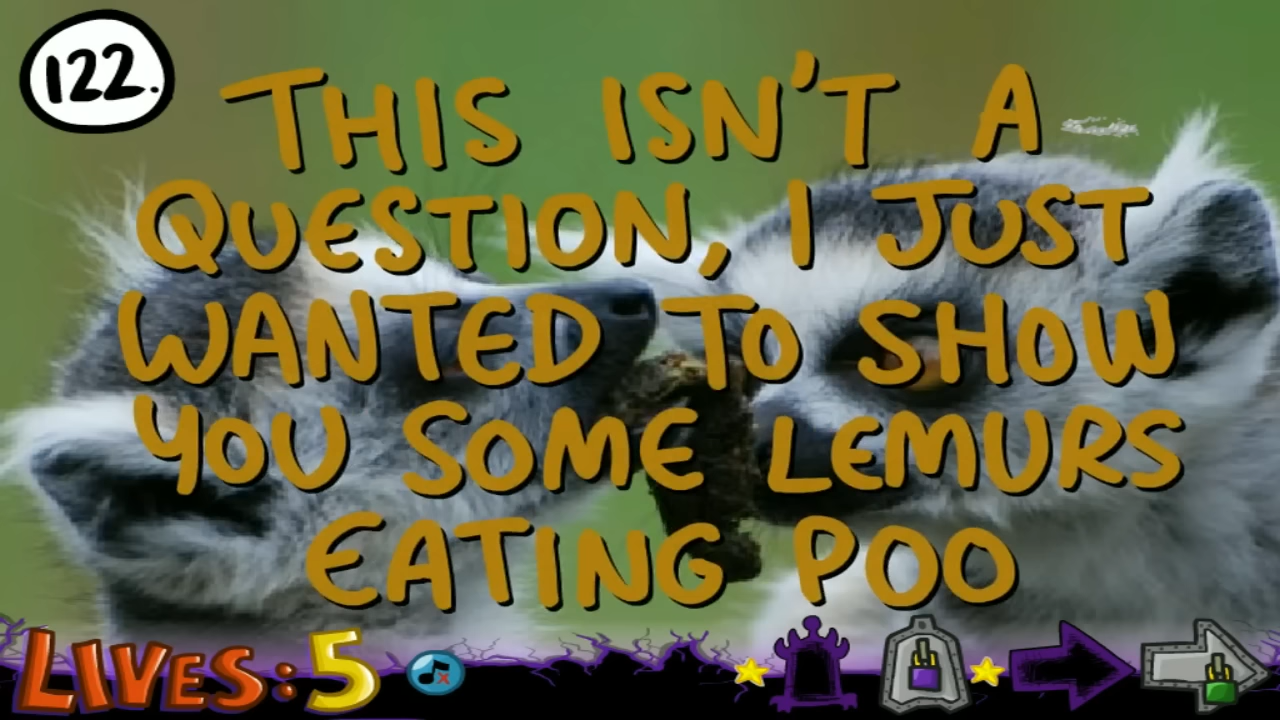 122.
THIS ISN'T A
QUESTION, I JUST
WANTED TO SHOW
YOU SOME LEMURS
EATING POO
LIVES: 5